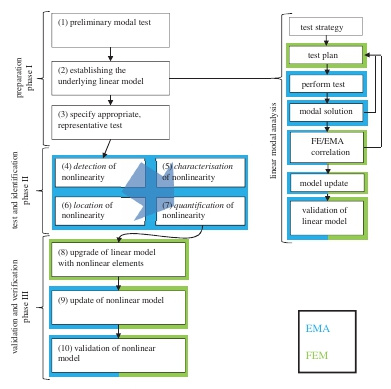 preparation
phase I
(1) preliminary modal test
(2) establishing the
underlying linear model
(3) specify appropriate,
representative test
test and identification
phase II
(4) detection of
nonlinearity
(5) characterisation
of nonlinearity
(6) location of
nonlinearity
(7) quantification of
nonlinearity
validation and verification
phase III
(8) upgrade of linear model
with nonlinear elements
(9) update of nonlinear model
(10) validation of nonlinear
model
linear modal analysis
test strategy
test plan
perform test
modal solution
FE/EMA
correlation
model update
validation of
linear model
EMA
FEM